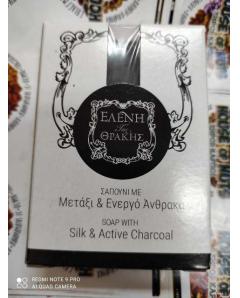 ΕΛΕΝΗ
της
ΘΡΑΚΗΣ
ΣΑΠΟΥΝΙ ΜΕ
Μετάξι & Ενεργό Ανθρακα
SOAP WITH
Silk & Active Charcoal
REDMI NOTE 9 PRO
AI QUAD CAMERA